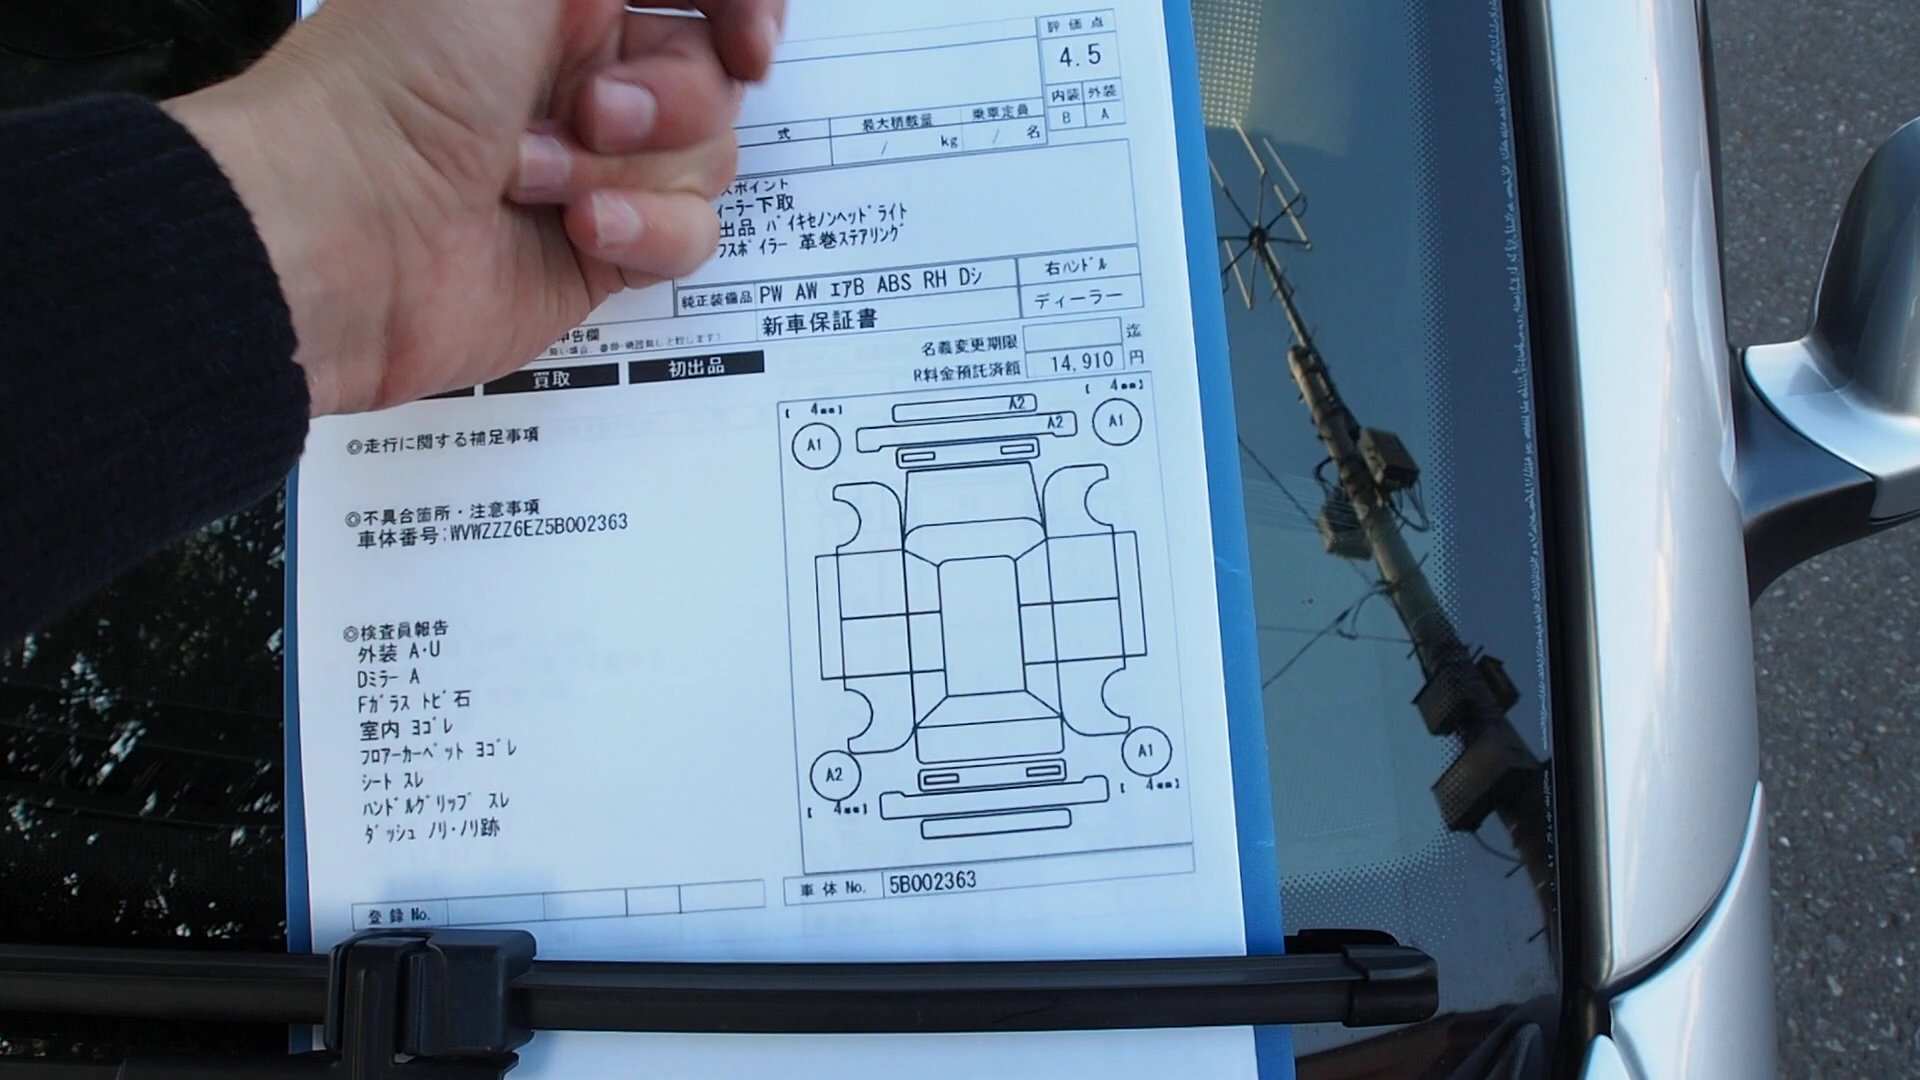 評価点
4.5
内装 外装
B A
式 最大積載量 乗車定員
/ kg / 名
スポイント
ィーラー下取
出品 バイキセノンヘッドライト
フスポイラー 革巻ステアリング
純正装備品 PW AW エアB ABS RH Dシ
右ハンドル
ディーラー
申告欄
新車保証書
名義変更期限 迄
R料金預託済額 14,910 円
買取 初出品
[ 4mm] [ 4mm]
A2
A2
A1 A1
◎走行に関する補足事項
◎不具合箇所・注意事項
車体番号:WVWZZZ6EZ5B002363
◎検査員報告
外装 A・U
Dミラー A
Fガラス トビ石
室内 ヨゴレ
フロアーカーペット ヨゴレ
シート スレ
ハンドルグリップ スレ
ダッシュ ノリ・ノリ跡
A2 A1
[ 4mm] [ 4mm]
登録No.
車体No. 5B002363